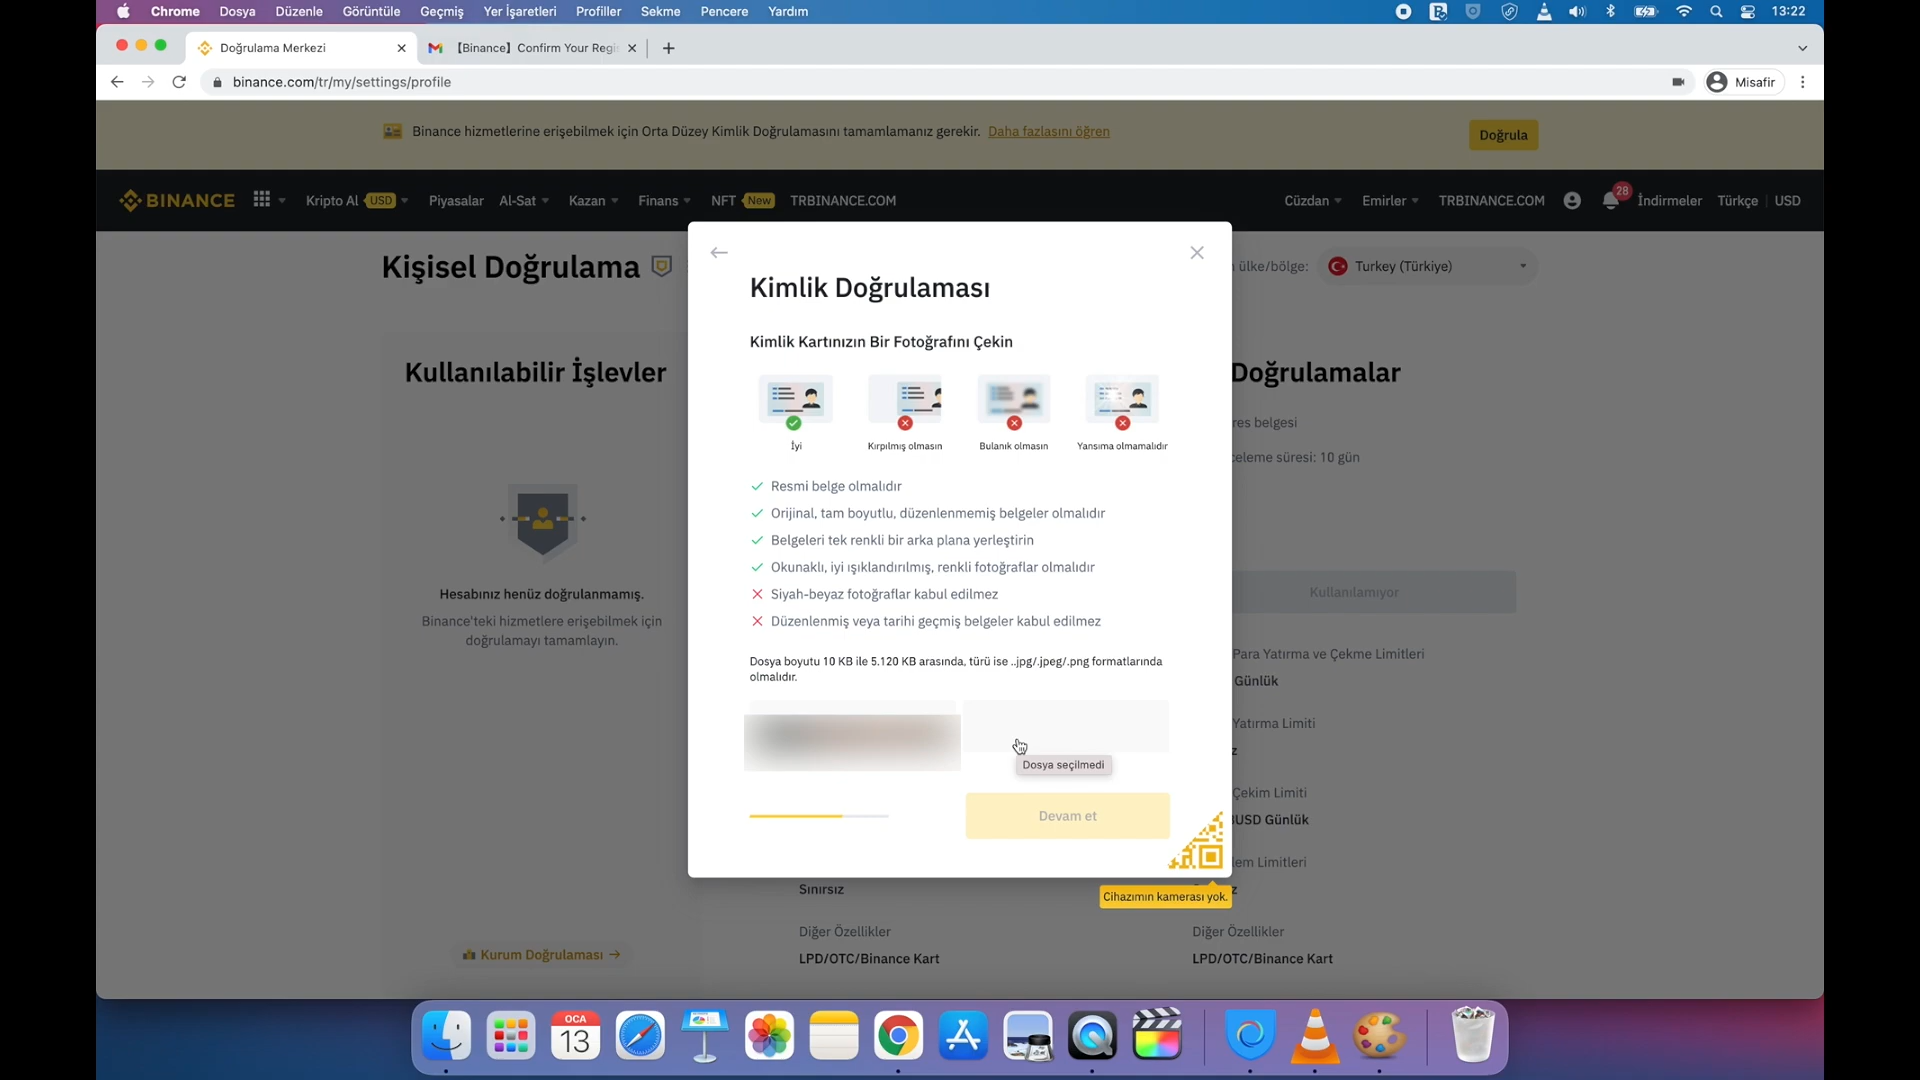 Chrome Dosya Düzenle Görüntüle Geçmiş Yer İşaretleri Profiller Sekme Pencere Yardım 13:22
Doğrulama Merkezi
【Binance】Confirm Your Regis
binance.com/tr/my/settings/profile
Misafir
Binance hizmetlerine erişebilmek için Orta Düzey Kimlik Doğrulamasını tamamlamanız gerekir. Daha fazlasını öğren
Doğrula
BINANCE Kripto Al USD Piyasalar Al-Sat Kazan Finans NFT New TRBINANCE.COM
Cüzdan Emirler TRBINANCE.COM 28 İndirmeler Türkçe USD
Kişisel Doğrulama
ülke/bölge: Turkey (Türkiye)
Kimlik Doğrulaması
Kimlik Kartınızın Bir Fotoğrafını Çekin
İyi
Kırpılmış olmasın
Bulanık olmasın
Yansıma olmamalıdır
Resmi belge olmalıdır
Orijinal, tam boyutlu, düzenlenmemiş belgeler olmalıdır
Belgeleri tek renkli bir arka plana yerleştirin
Okunaklı, iyi ışıklandırılmış, renkli fotoğraflar olmalıdır
Siyah-beyaz fotoğraflar kabul edilmez
Düzenlenmiş veya tarihi geçmiş belgeler kabul edilmez
Dosya boyutu 10 KB ile 5.120 KB arasında, türü ise ..jpg/.jpeg/.png formatlarında
olmalıdır.
Dosya seçilmedi
Devam et
Cihazımın kamerası yok.
Kullanılabilir İşlevler
Hesabınız henüz doğrulanmamış.
Binance'teki hizmetlere erişebilmek için
doğrulamayı tamamlayın.
Kurum Doğrulaması
Sınırsız
Diğer Özellikler
LPD/OTC/Binance Kart
Doğrulamalar
res belgesi
celeme süresi: 10 gün
Kullanılamıyor
Para Yatırma ve Çekme Limitleri
Günlük
Yatırma Limiti
z
Çekim Limiti
BUSD Günlük
lem Limitleri
z
Diğer Özellikler
LPD/OTC/Binance Kart
OCA
13